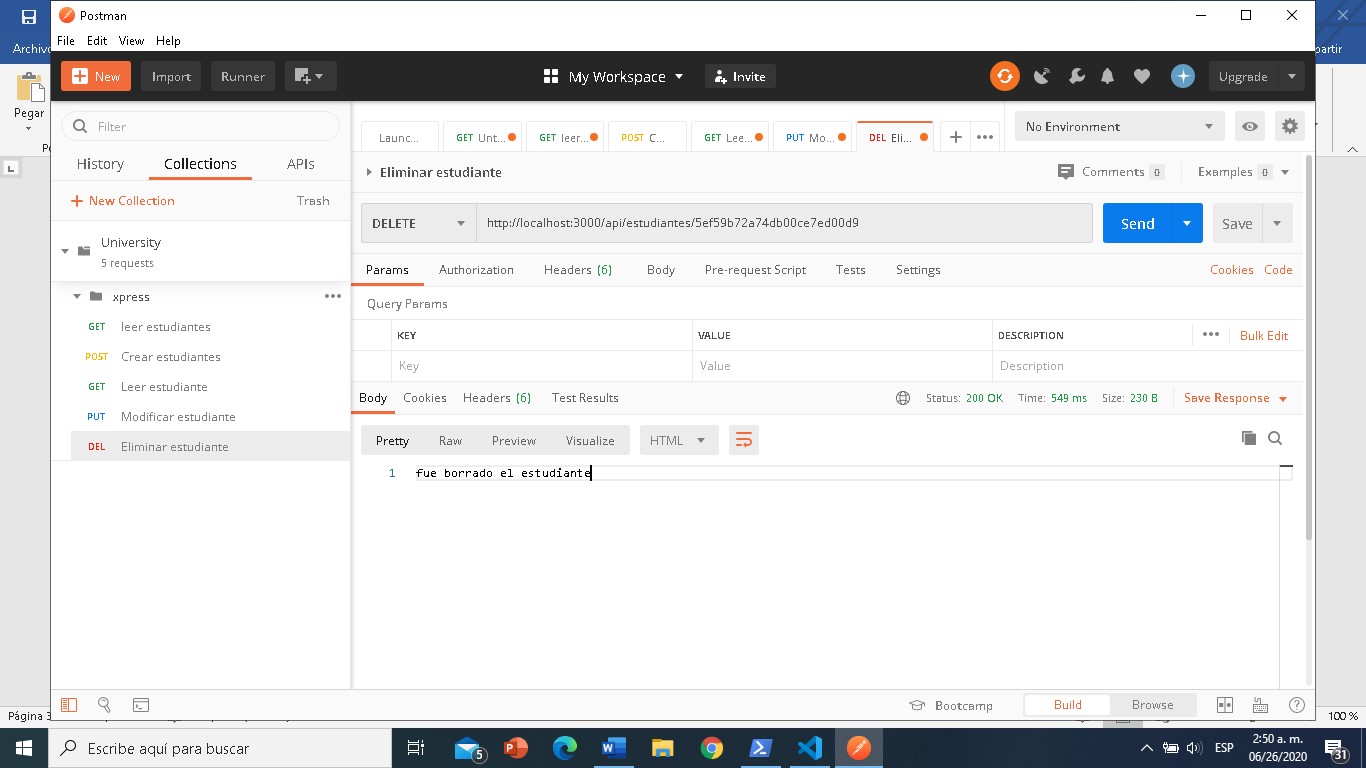 Postman
File Edit View Help
Archivo
partir
New Import Runner My Workspace Invite Upgrade
Pegar
Filter
History Collections APIs
New Collection Trash
University
5 requests
xpress
GET leer estudiantes
POST Crear estudiantes
GET Leer estudiante
PUT Modificar estudiante
DEL Eliminar estudiante
Launc... GET Unt... GET leer... POST C... GET Lee... PUT Mo... DEL Eli... No Environment
Eliminar estudiante Comments 0 Examples 0
DELETE http://localhost:3000/api/estudiantes/5ef59b72a74db00ce7ed00d9 Send Save
Params Authorization Headers (6) Body Pre-request Script Tests Settings Cookies Code
Query Params
KEY VALUE DESCRIPTION Bulk Edit
Key Value Description
Body Cookies Headers (6) Test Results Status: 200 OK Time: 549 ms Size: 230 B Save Response
Pretty Raw Preview Visualize HTML
1 fue borrado el estudiante
Bootcamp Build Browse
Página 3 100 %
Escribe aquí para buscar 5 ESP 2:50 a. m.
06/26/2020 31